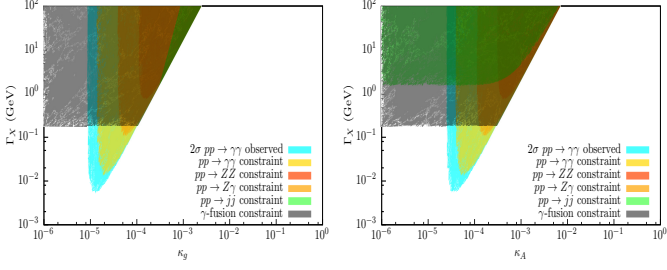 10² 10² 
10¹ 10¹
10⁰ 10⁰
10⁻¹ 10⁻¹
10⁻² 10⁻²
10⁻³ 10⁻³
Γ_X (GeV) Γ_X (GeV)
2σ pp → γγ observed 2σ pp → γγ observed
pp → γγ constraint pp → γγ constraint
pp → ZZ constraint pp → ZZ constraint
pp → Zγ constraint pp → Zγ constraint
pp → jj constraint pp → jj constraint
γ-fusion constraint γ-fusion constraint
10⁻⁶ 10⁻⁵ 10⁻⁴ 10⁻³ 10⁻² 10⁻¹ 10⁰ 10⁻⁶ 10⁻⁵ 10⁻⁴ 10⁻³ 10⁻² 10⁻¹ 10⁰
κ_g κ_A